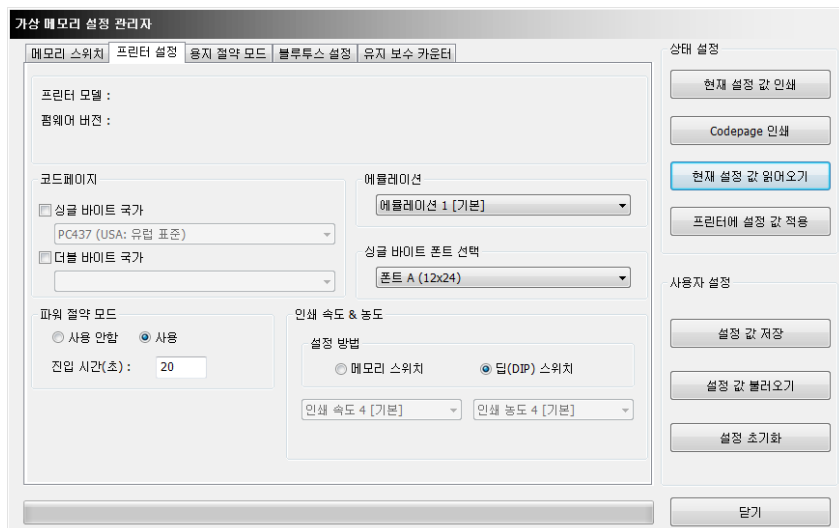 가상 메모리 설정 관리자
메모리 스위치 프린터 설정 용지 절약 모드 블루투스 설정 유지 보수 카운터
프린터 모델 :
펌웨어 버전 :
코드페이지
싱글 바이트 국가
PC437 (USA: 유럽 표준)
더블 바이트 국가
에뮬레이션
에뮬레이션 1 [기본]
싱글 바이트 폰트 선택
폰트 A (12x24)
파워 절약 모드
사용 안함 사용
진입 시간(초) : 20
인쇄 속도 & 농도
설정 방법
메모리 스위치 딥(DIP) 스위치
인쇄 속도 4 [기본] 인쇄 농도 4 [기본]
상태 설정
현재 설정 값 인쇄
Codepage 인쇄
현재 설정 값 읽어오기
프린터에 설정 값 적용
사용자 설정
설정 값 저장
설정 값 불러오기
설정 초기화
닫기